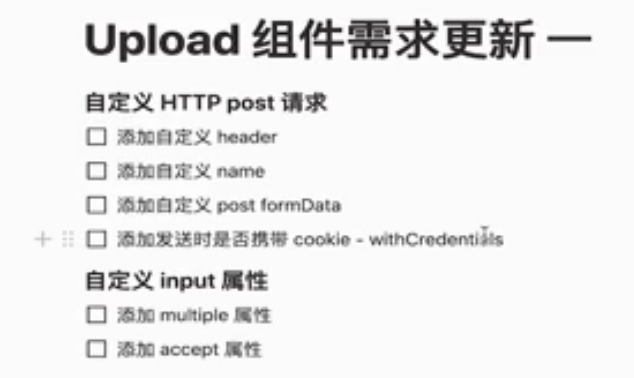 Upload 组件需求更新 一
自定义 HTTP post 请求
添加自定义 header
添加自定义 name
添加自定义 post formData
添加发送时是否携带 cookie - withCredentials
自定义 input 属性
添加 multiple 属性
添加 accept 属性